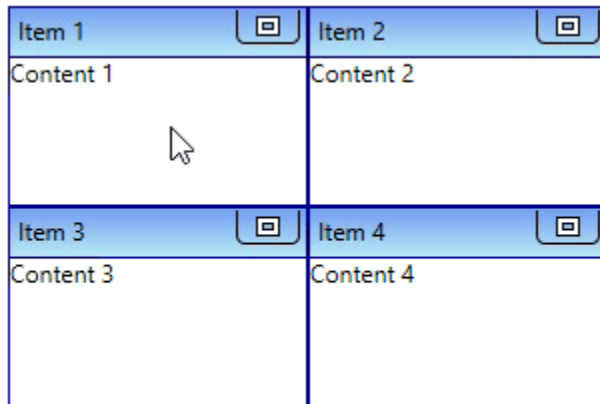 Item 1
Item 2
Content 1
Content 2
Item 3
Item 4
Content 3
Content 4